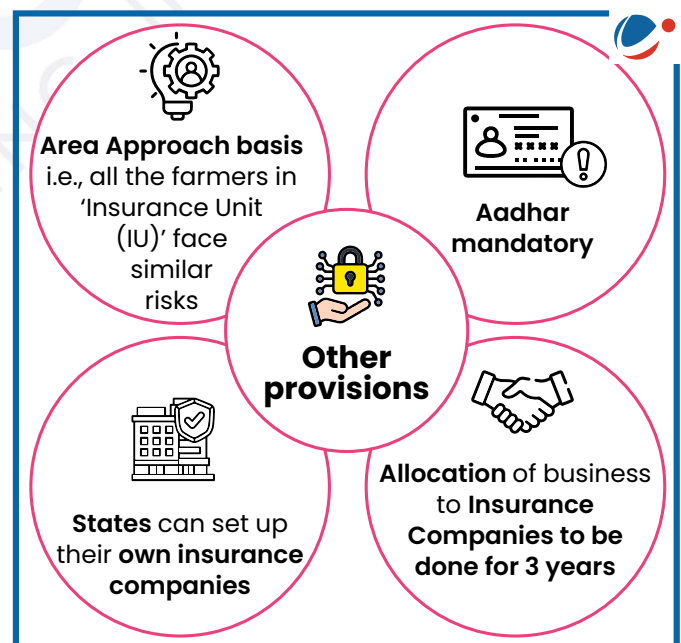 Area Approach basis
i.e., all the farmers in
‘Insurance Unit
(IU)’ face
similar
risks
Aadhar
mandatory
Other
provisions
States can set up
their own insurance
companies
Allocation of business
to Insurance
Companies to be
done for 3 years